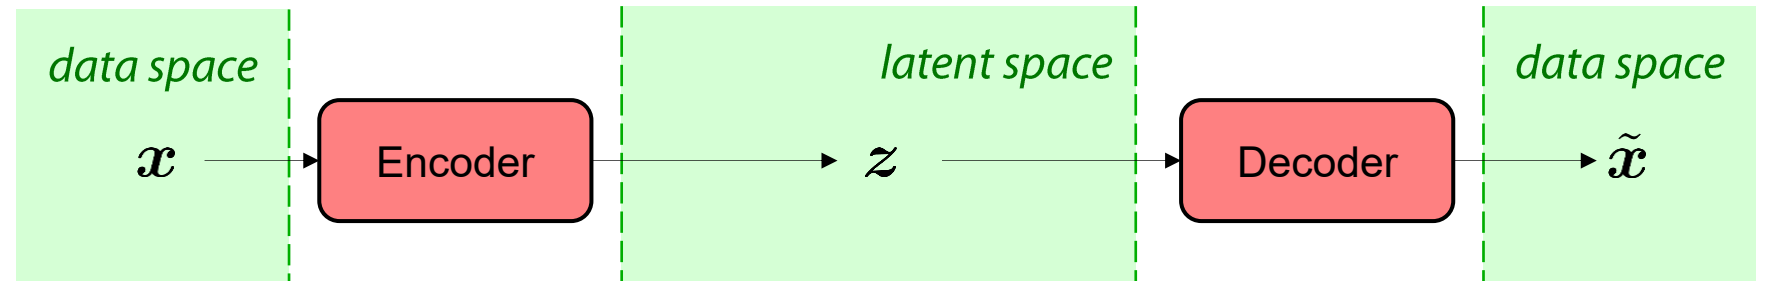 data space
latent space
data space
x
Encoder
z
Decoder
x̃